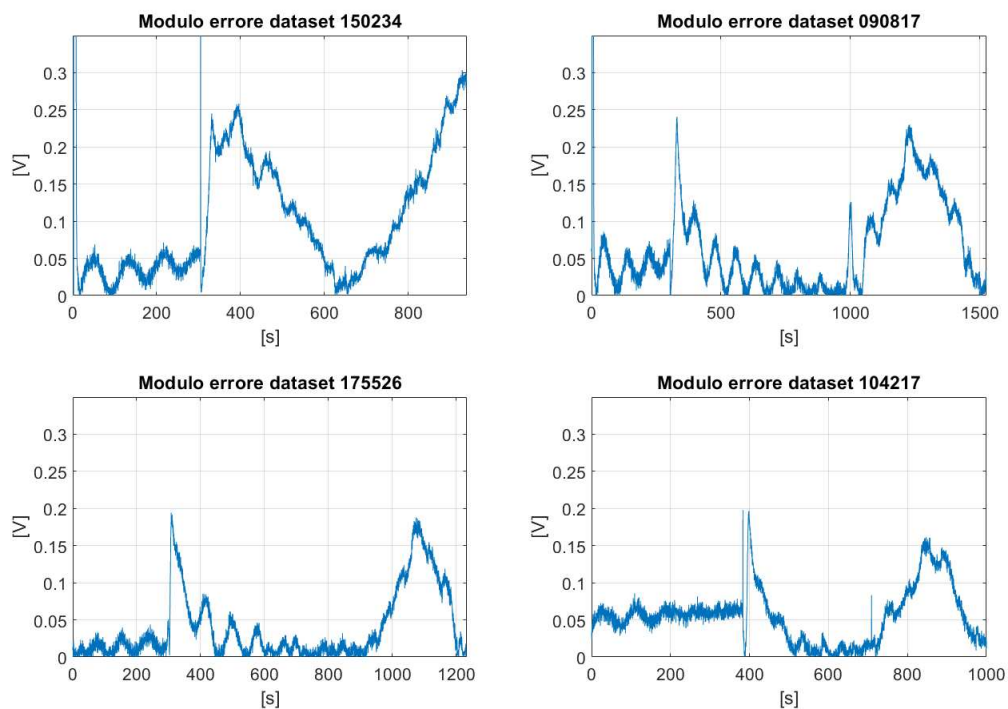 Modulo errore dataset 150234
0.3
0.25
0.2
0.15
0.1
0.05
0
[V]
0 200 400 600 800
[s]
Modulo errore dataset 090817
0.3
0.25
0.2
0.15
0.1
0.05
0
[V]
0 500 1000 1500
[s]
Modulo errore dataset 175526
0.3
0.25
0.2
0.15
0.1
0.05
0
[V]
0 200 400 600 800 1000 1200
[s]
Modulo errore dataset 104217
0.3
0.25
0.2
0.15
0.1
0.05
0
[V]
0 200 400 600 800 1000
[s]